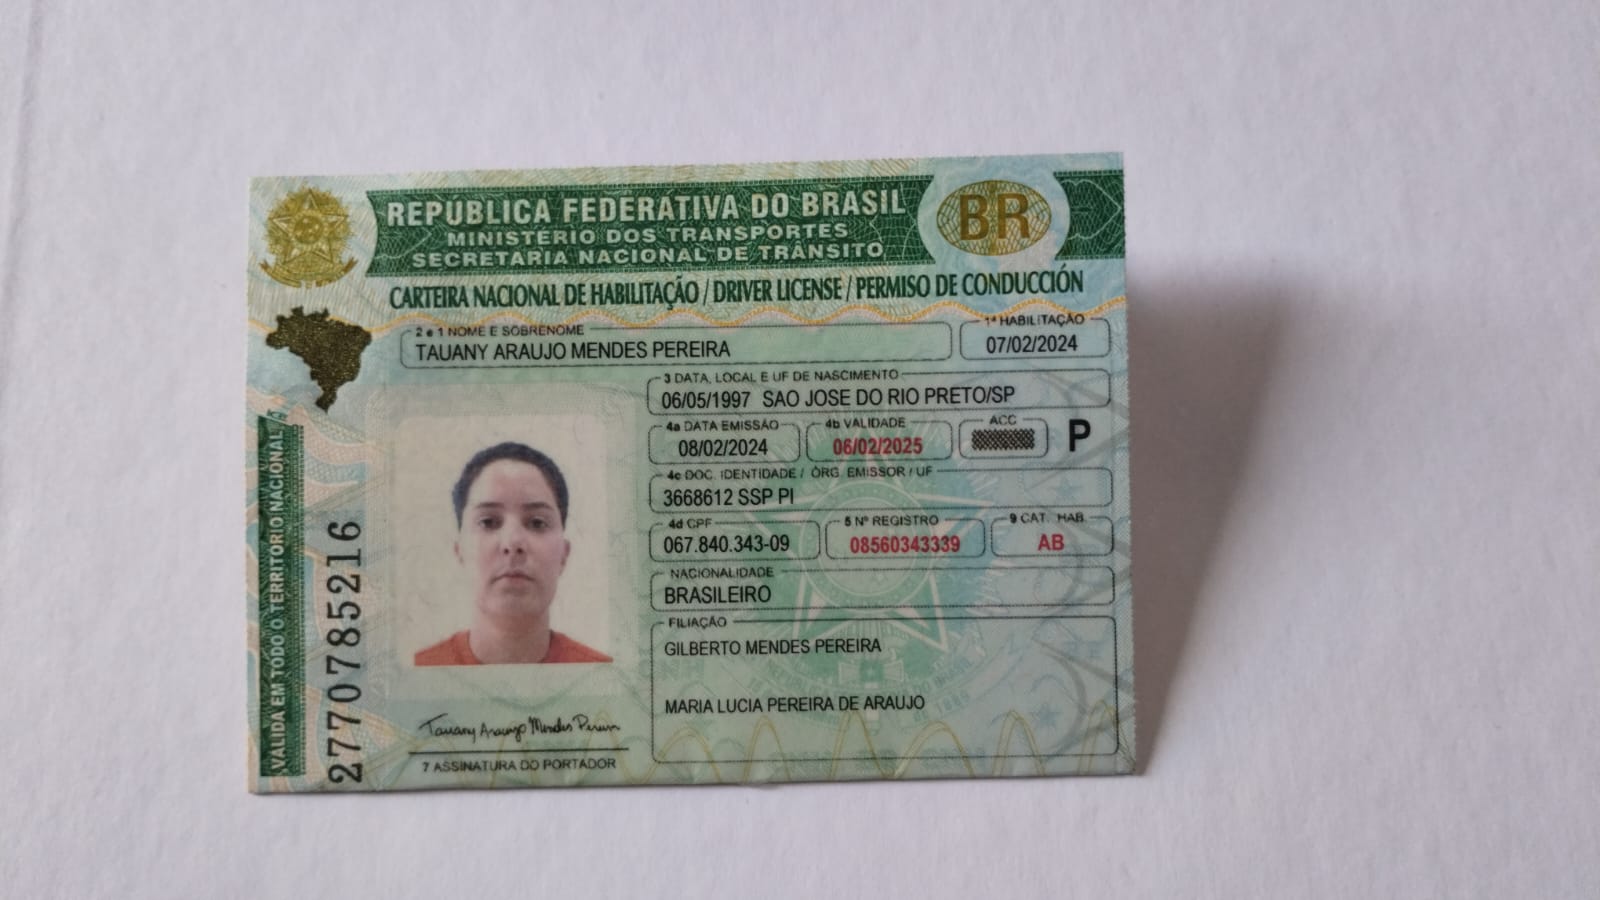 REPÚBLICA FEDERATIVA DO BRASIL
MINISTÉRIO DOS TRANSPORTES
SECRETARIA NACIONAL DE TRÂNSITO
BR
CARTEIRA NACIONAL DE HABILITAÇÃO / DRIVER LICENSE / PERMISO DE CONDUCCIÓN
2 e 1 NOME E SOBRENOME
TAUANY ARAUJO MENDES PEREIRA
1ª HABILITAÇÃO
07/02/2024
3 DATA, LOCAL E UF DE NASCIMENTO
06/05/1997 SAO JOSE DO RIO PRETO/SP
4a DATA EMISSÃO
08/02/2024
4b VALIDADE
06/02/2025
ACC
P
4c DOC. IDENTIDADE / ÓRG. EMISSOR / UF
3668612 SSP PI
4d CPF
067.840.343-09
5 Nº REGISTRO
08560343339
9 CAT. HAB.
AB
NACIONALIDADE
BRASILEIRO
FILIAÇÃO
GILBERTO MENDES PEREIRA
MARIA LUCIA PEREIRA DE ARAUJO
Tauany Araujo Mendes Pereira
7 ASSINATURA DO PORTADOR
VÁLIDA EM TODO O TERRITÓRIO NACIONAL
2770785216